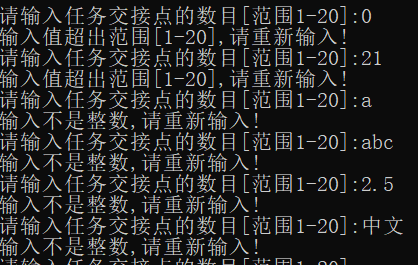 请输入任务交接点的数目[范围1-20]:0
输入值超出范围[1-20],请重新输入!
请输入任务交接点的数目[范围1-20]:21
输入值超出范围[1-20],请重新输入!
请输入任务交接点的数目[范围1-20]:a
输入不是整数,请重新输入!
请输入任务交接点的数目[范围1-20]:abc
输入不是整数,请重新输入!
请输入任务交接点的数目[范围1-20]:2.5
输入不是整数,请重新输入!
请输入任务交接点的数目[范围1-20]:中文
输入不是整数,请重新输入!